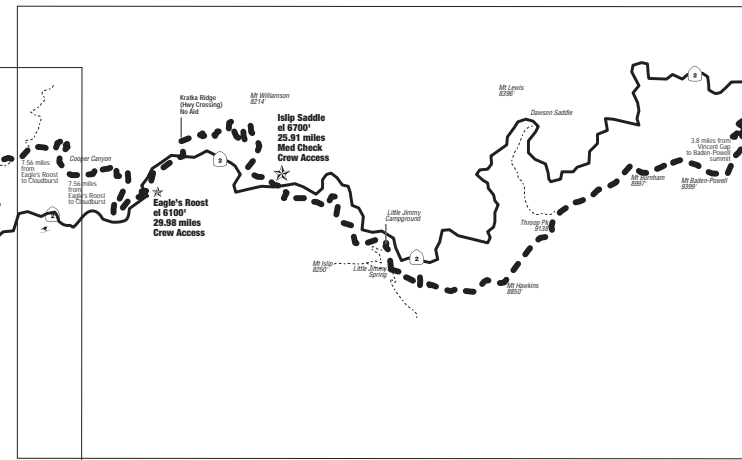 Kratka Ridge
(Hwy Crossing)
No Aid
Mt Williamson
8214'
Islip Saddle
el 6700'
25.91 miles
Med Check
Crew Access
Mt Lewis
8396'
Dawson Saddle
2
3.8 miles from
Vincent Gap
to Baden-Powell
summit
Cooper Canyon
7.56 miles
from
Eagle's Roost
to Cloudburst
7.56 miles
from
Eagle's Roost
to Cloudburst
2
2
Eagle's Roost
el 6100'
29.98 miles
Crew Access
Little Jimmy
Campground
2
Mt Islip
8250'
Little Jimmy
Spring
Mt Hawkins
8850'
Throop Pk
9138'
Mt Burnham
8997'
Mt Baden-Powell
9399'